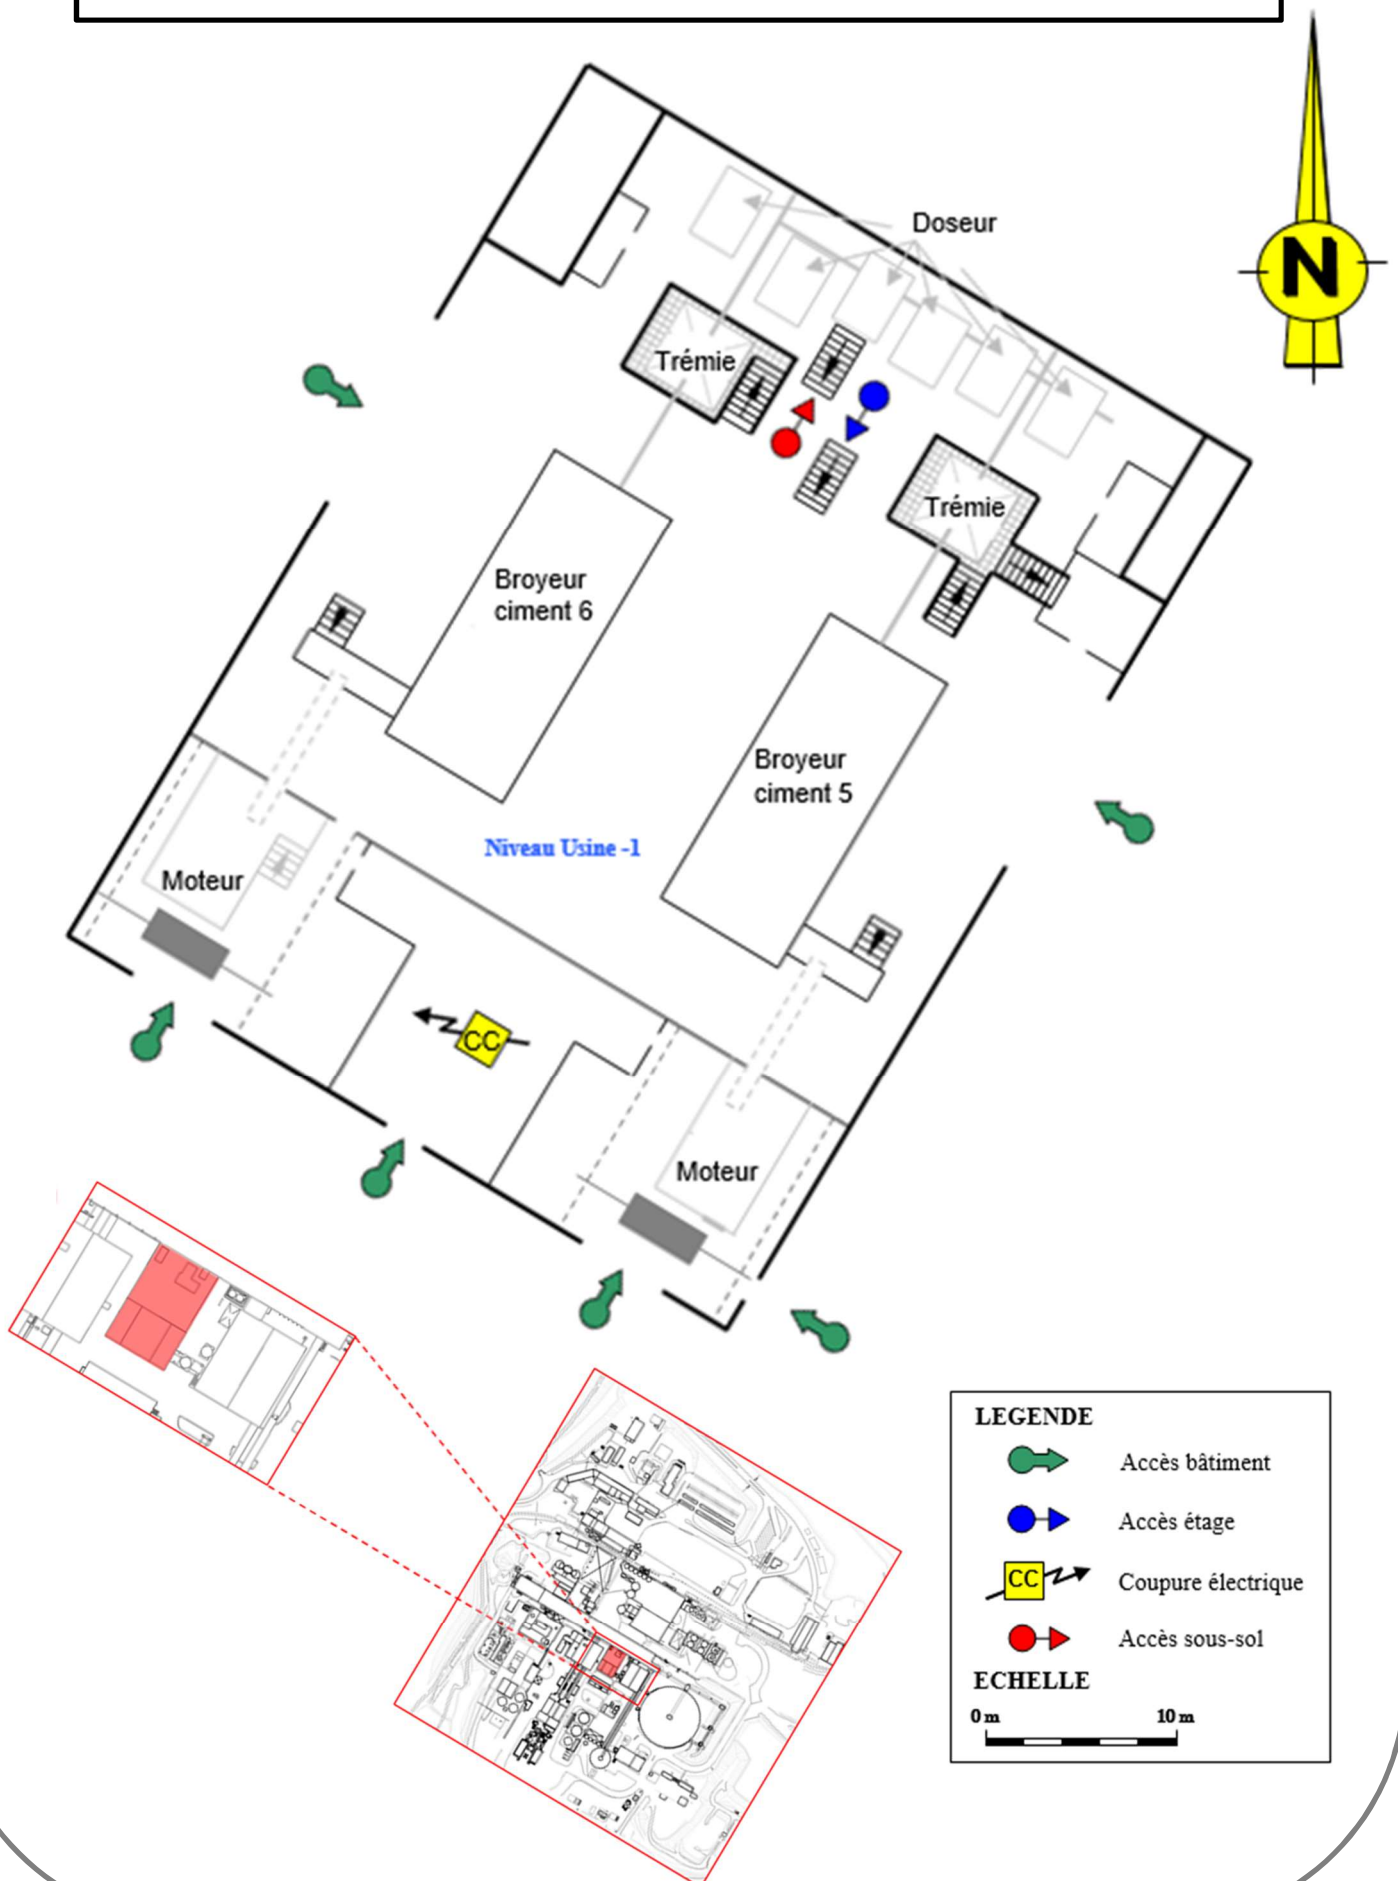 N
Doseur
Trémie
Trémie
Broyeur
ciment 6
Broyeur
ciment 5
Niveau Usine -1
Moteur
CC
Moteur
LEGENDE
Accès bâtiment
Accès étage
CC
Coupure électrique
Accès sous-sol
ECHELLE
0 m
10 m